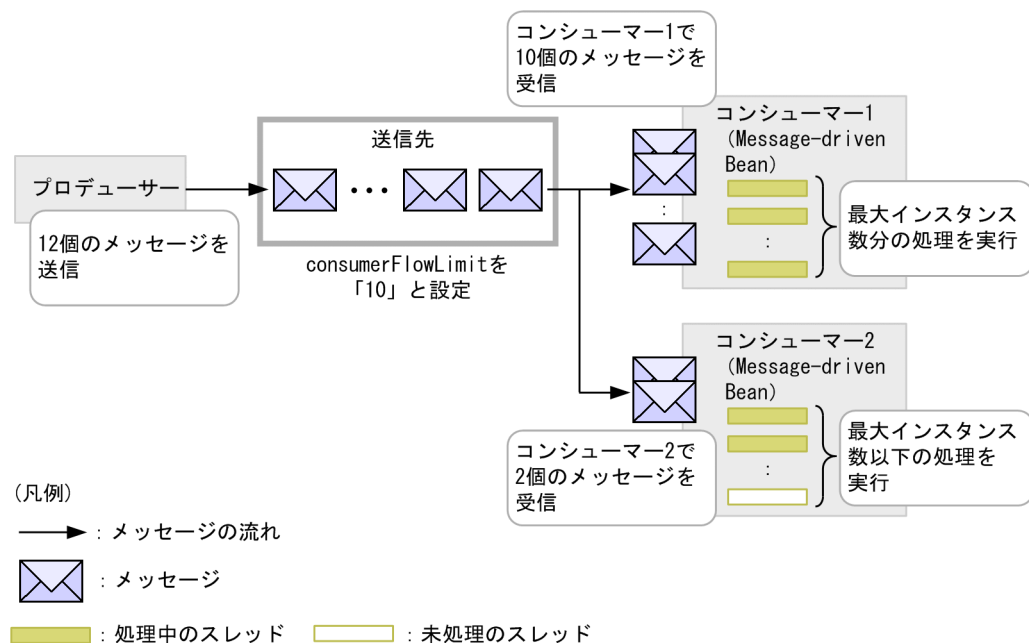 コンシューマー1で
10個のメッセージを
受信
送信先
コンシューマー1
(Message-driven
Bean)
プロデューサー
12個のメッセージを
送信
・・・
:
:
最大インスタンス
数分の処理を実行
consumerFlowLimitを
「10」と設定
コンシューマー2
(Message-driven
Bean)
コンシューマー2で
2個のメッセージを
受信
:
最大インスタンス
数以下の処理を
実行
(凡例)
: メッセージの流れ
: メッセージ
: 処理中のスレッド
: 未処理のスレッド